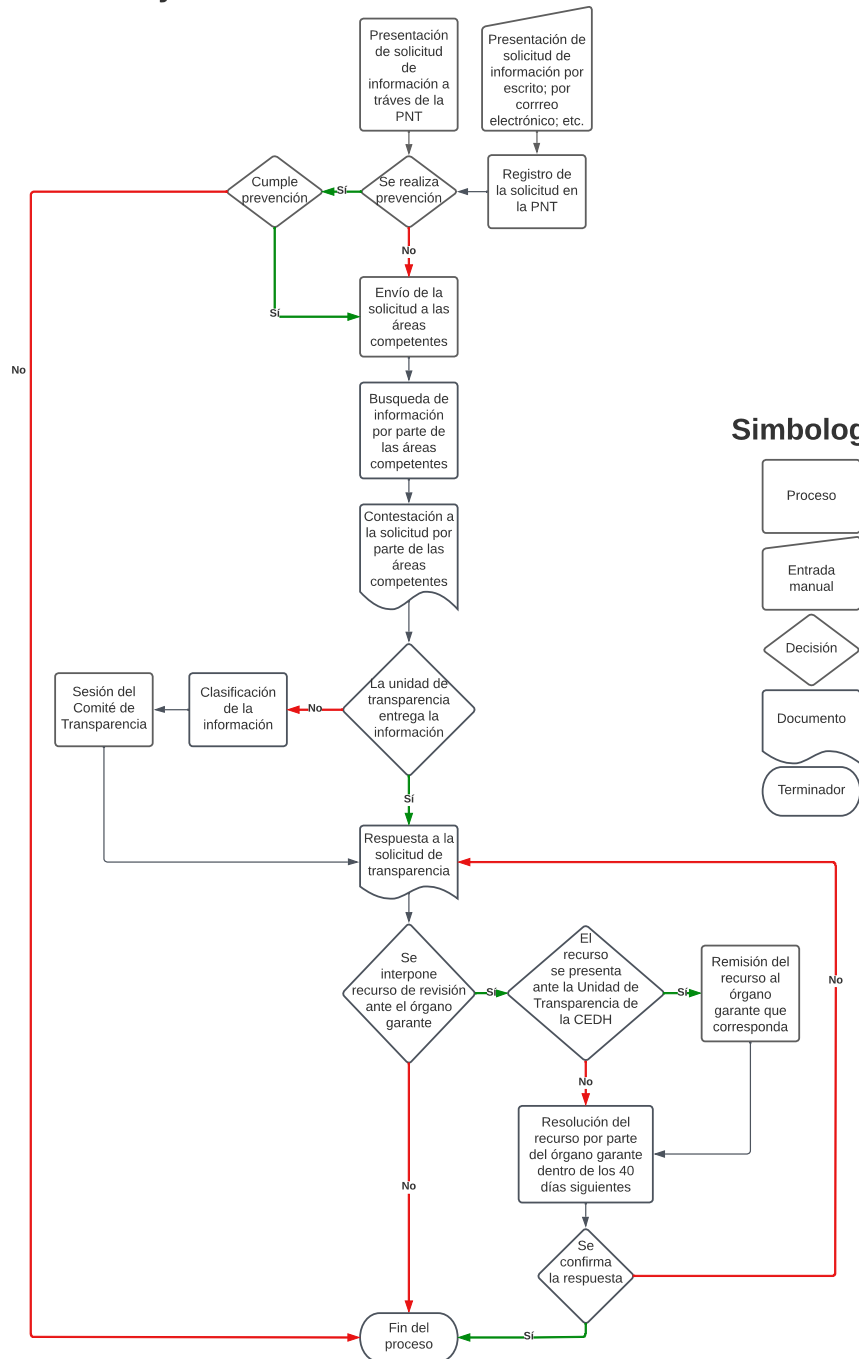 Presentación
de solicitud
de
información a
tráves de la
PNT
Presentación de
solicitud de
información por
escrito; por
corrreo
electrónico; etc.
Cumple
prevención
Sí
Se realiza
prevención
Registro de
la solicitud en
la PNT
No
Sí
Envío de la
solicitud a las
áreas
competentes
No
Busqueda de
información
por parte de
las áreas
competentes
Simbolog
Proceso
Entrada
manual
Decisión
Documento
Terminador
Contestación a
la solicitud por
parte de las
áreas
competentes
Sesión del
Comité de
Transparencia
Clasificación
de la
información
No
La unidad de
transparencia
entrega la
información
Sí
Respuesta a la
solicitud de
transparencia
Se
interpone
recurso de revisión
ante el órgano
garante
Sí
El
recurso
se presenta
ante la Unidad de
Transparencia de
la CEDH
Sí
Remisión del
recurso al
órgano
garante que
corresponda
No
No
Resolución del
recurso por parte
del órgano garante
dentro de los 40
días siguientes
No
Se
confirma
la respuesta
Sí
Fin del
proceso